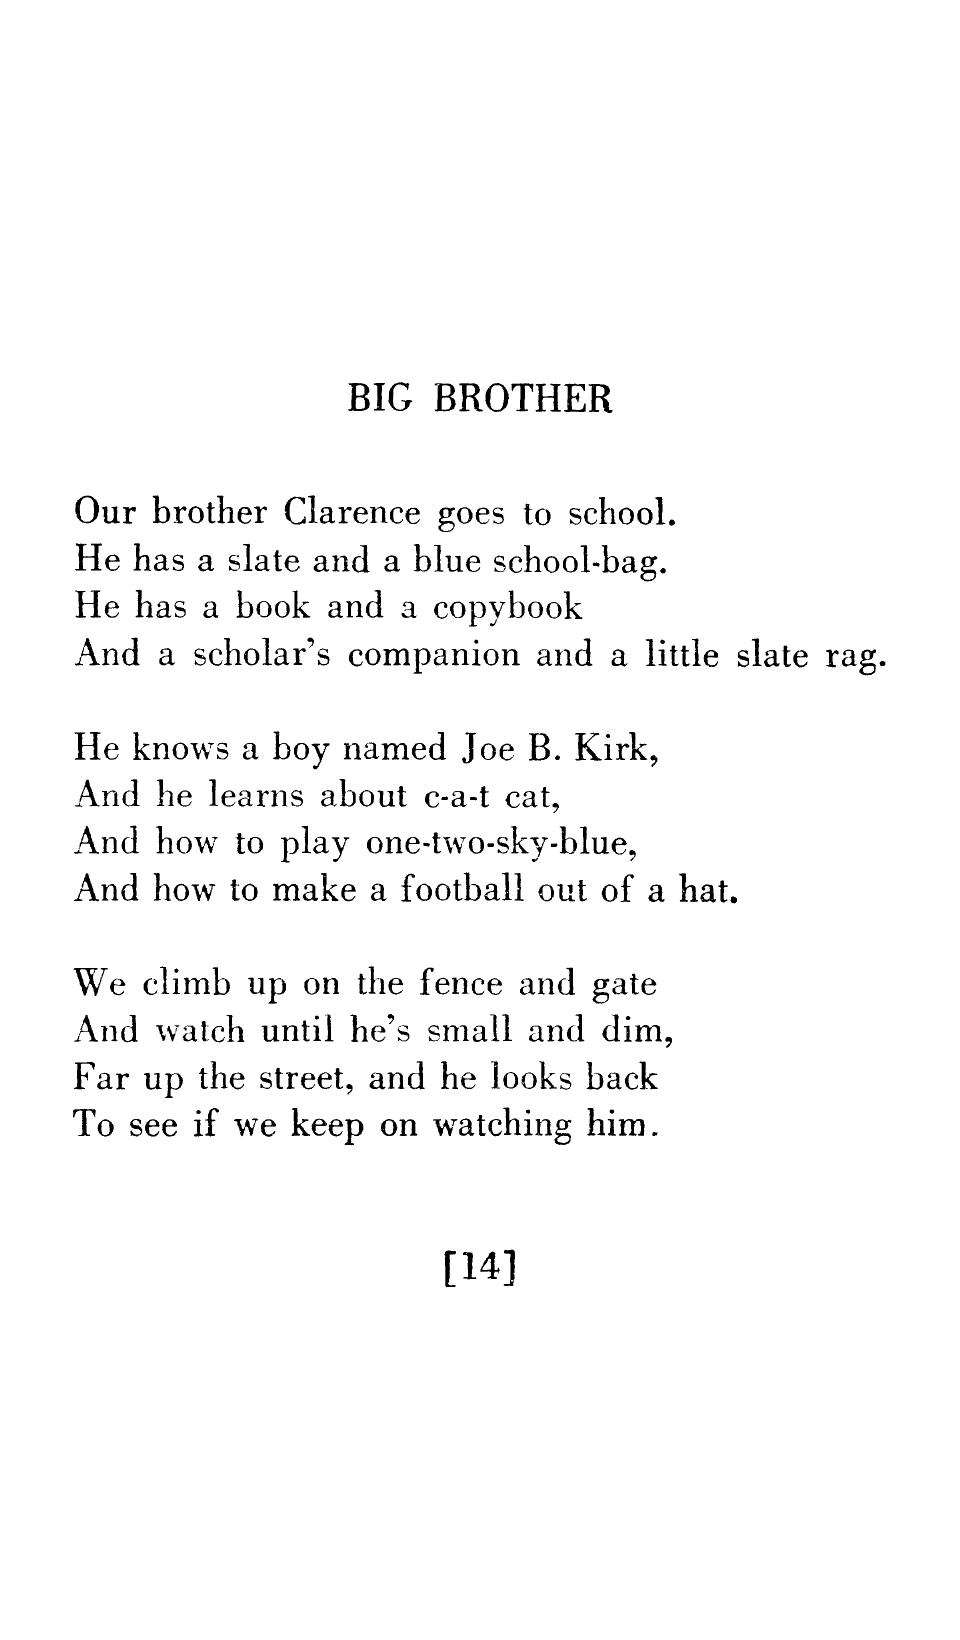 BIG BROTHER
Our brother Clarence goes to school.
He has a slate and a blue school-bag.
He has a book and a copybook
And a scholar's companion and a little slate rag.
He knows a boy named Joe B. Kirk,
And he learns about c-a-t cat,
And how to play one-two-sky-blue,
And how to make a football out of a hat.
We climb up on the fence and gate
And watch until he's small and dim,
Far up the street, and he looks back
To see if we keep on watching him.
[14]